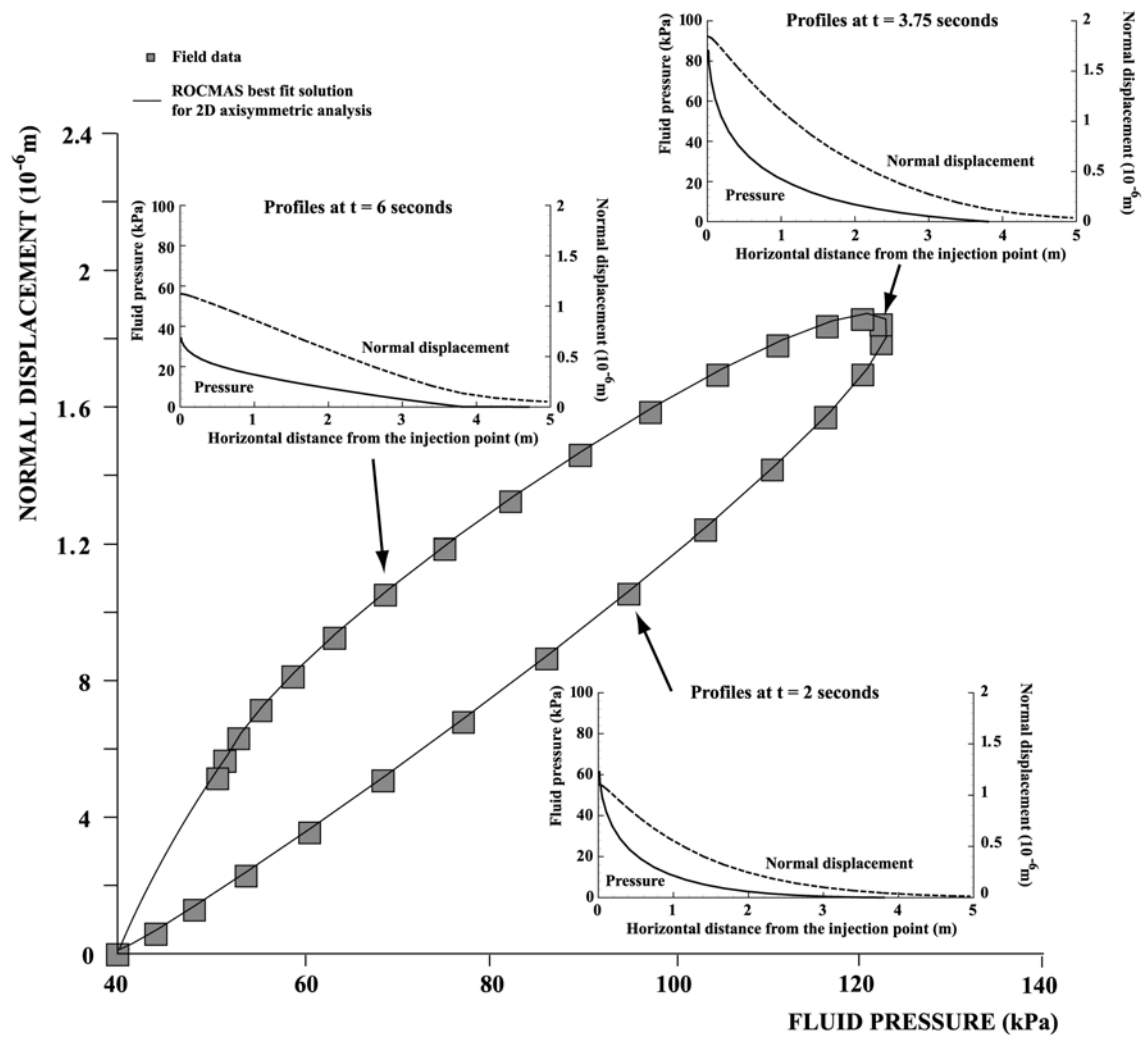 Field data
ROCMAS best fit solution
for 2D axisymmetric analysis
NORMAL DISPLACEMENT (10-6m)
2.4
2
1.6
1.2
8
4
0
40
60
80
100
120
140
FLUID PRESSURE (kPa)
Profiles at t = 3.75 seconds
Fluid pressure (kPa)
100
80
60
40
20
0
Normal displacement (10-6m)
2
1.5
1
0.5
0
Normal displacement
Pressure
0
1
2
3
4
5
Horizontal distance from the injection point (m)
Profiles at t = 6 seconds
Fluid pressure (kPa)
100
80
60
40
20
0
Normal displacement (10-6m)
2
1.5
1
0.5
0
Normal displacement
Pressure
0
1
2
3
4
5
Horizontal distance from the injection point (m)
Profiles at t = 2 seconds
Fluid pressure (kPa)
100
80
60
40
20
0
Normal displacement (10-6m)
2
1.5
1
0.5
0
Normal displacement
Pressure
0
1
2
3
4
5
Horizontal distance from the injection point (m)